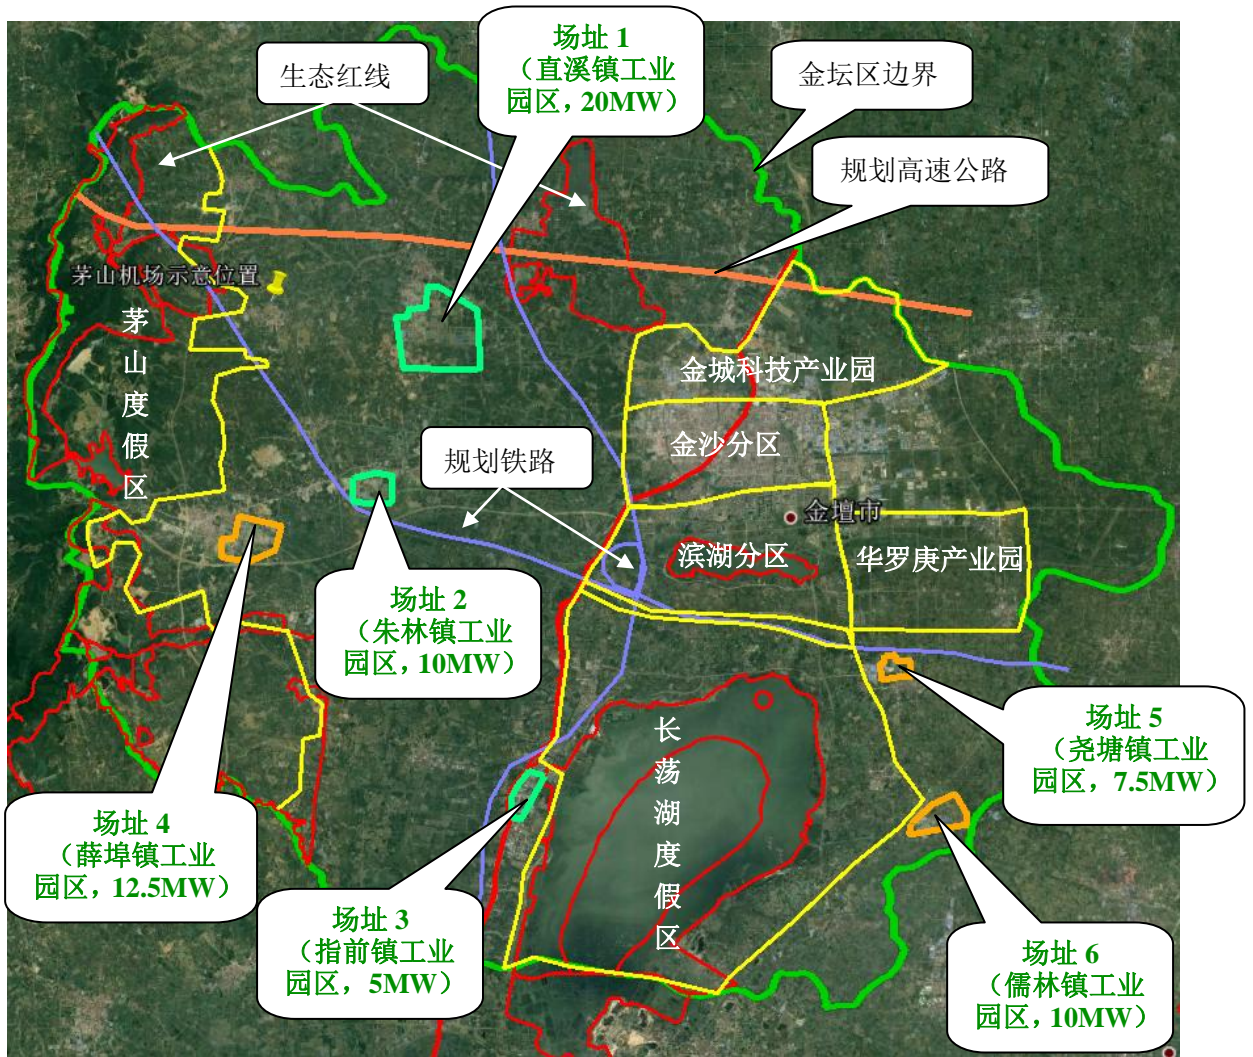 场址 1
（直溪镇工业
园区，20MW）
生态红线
金坛区边界
规划高速公路
茅山机场示意位置
茅山度假区
金城科技产业园
金沙分区
规划铁路
金壇市
滨湖分区
华罗庚产业园
场址 2
（朱林镇工业
园区，10MW）
长荡湖度假区
场址 5
（尧塘镇工业
园区，7.5MW）
场址 4
（薛埠镇工业
园区，12.5MW）
场址 3
（指前镇工业
园区，5MW）
场址 6
（儒林镇工业
园区，10MW）